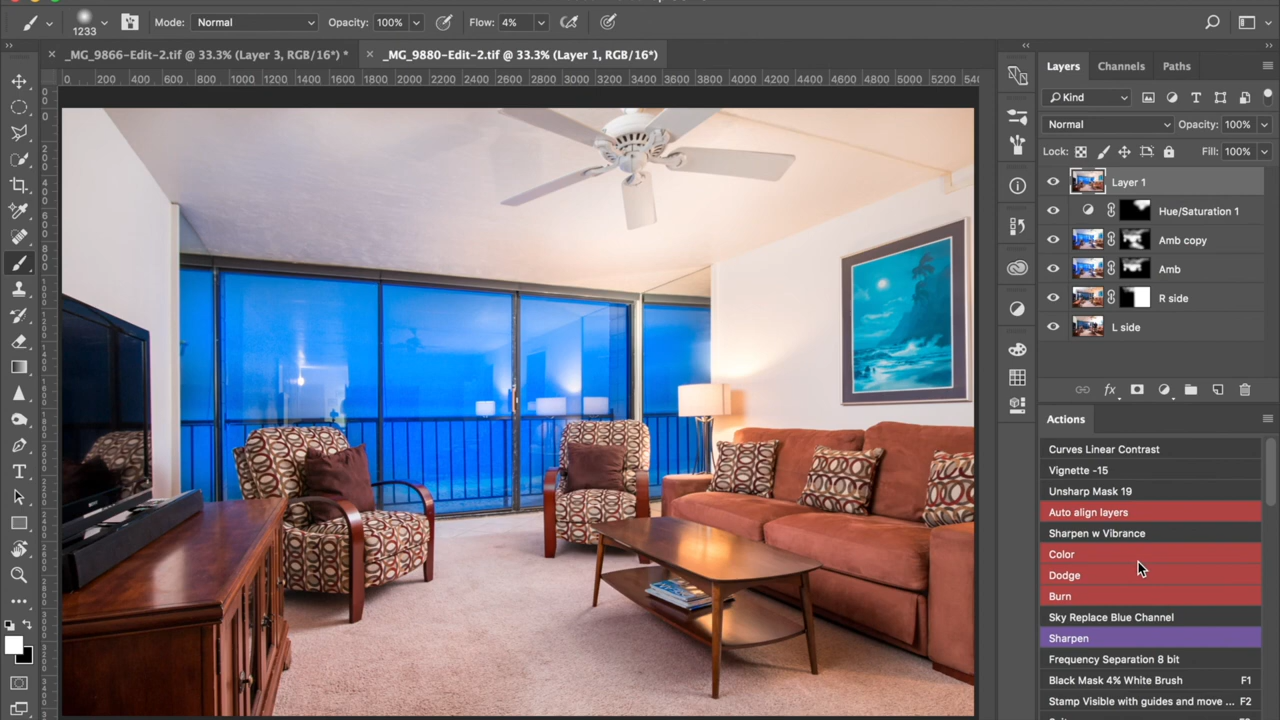 1233
Mode: Normal
Opacity: 100%
Flow: 4%
_MG_9866-Edit-2.tif @ 33.3% (Layer 3, RGB/16*) *
_MG_9880-Edit-2.tif @ 33.3% (Layer 1, RGB/16*)
0 200 400 600 800 1000 1200 1400 1600 1800 2000 2200 2400 2600 2800 3000 3200 3400 3600 3800 4000 4200 4400 4600 4800 5000 5200
Layers Channels Paths
Kind
Normal Opacity: 100%
Lock: Fill: 100%
Layer 1
Hue/Saturation 1
Amb copy
Amb
R side
L side
Actions
Curves Linear Contrast
Vignette -15
Unsharp Mask 19
Auto align layers
Sharpen w Vibrance
Color
Dodge
Burn
Sky Replace Blue Channel
Sharpen
Frequency Separation 8 bit
Black Mask 4% White Brush F1
Stamp Visible with guides and move ... F2